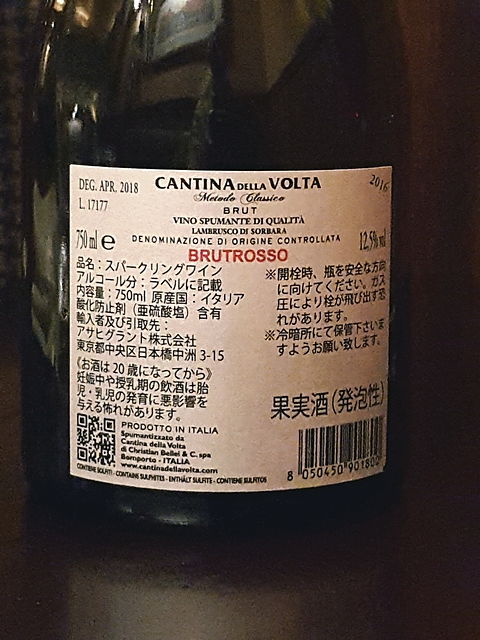 DEG. APR. 2018
L. 17177
CANTINA DELLA VOLTA
Metodo Classico
2016
BRUT
VINO SPUMANTE DI QUALITÀ
LAMBRUSCO DI SORBARA
750 ml e
DENOMINAZIONE DI ORIGINE CONTROLLATA
12,5% vol
BRUTROSSO
品名：スパークリングワイン
アルコール分：ラベルに記載
内容量：750ml 原産国：イタリア
酸化防止剤（亜硫酸塩）含有
輸入者及び引取先：
アサヒグラント株式会社
東京都中央区日本橋中洲 3-15
《お酒は 20 歳になってから》
妊娠中や授乳期の飲酒は胎
児・乳児の発育に悪影響を
与える怖れがあります。
※開栓時、瓶を安全な方向
に向けてください。ガス
圧により栓が飛び出す恐
れがあります。
※冷暗所にて保管下さいま
すようお願い致します。
果実酒（発泡性）
PRODOTTO IN ITALIA
Spumantizzato da
Cantina della Volta
di Christian Bellei & C. spa
Bomporto - ITALIA
www.cantinadellavolta.com
CONTIENE SOLFITI - CONTAINS SULPHITES - ENTHÄLT SULFITE - CONTIENE SULFITOS
8 050450 901800